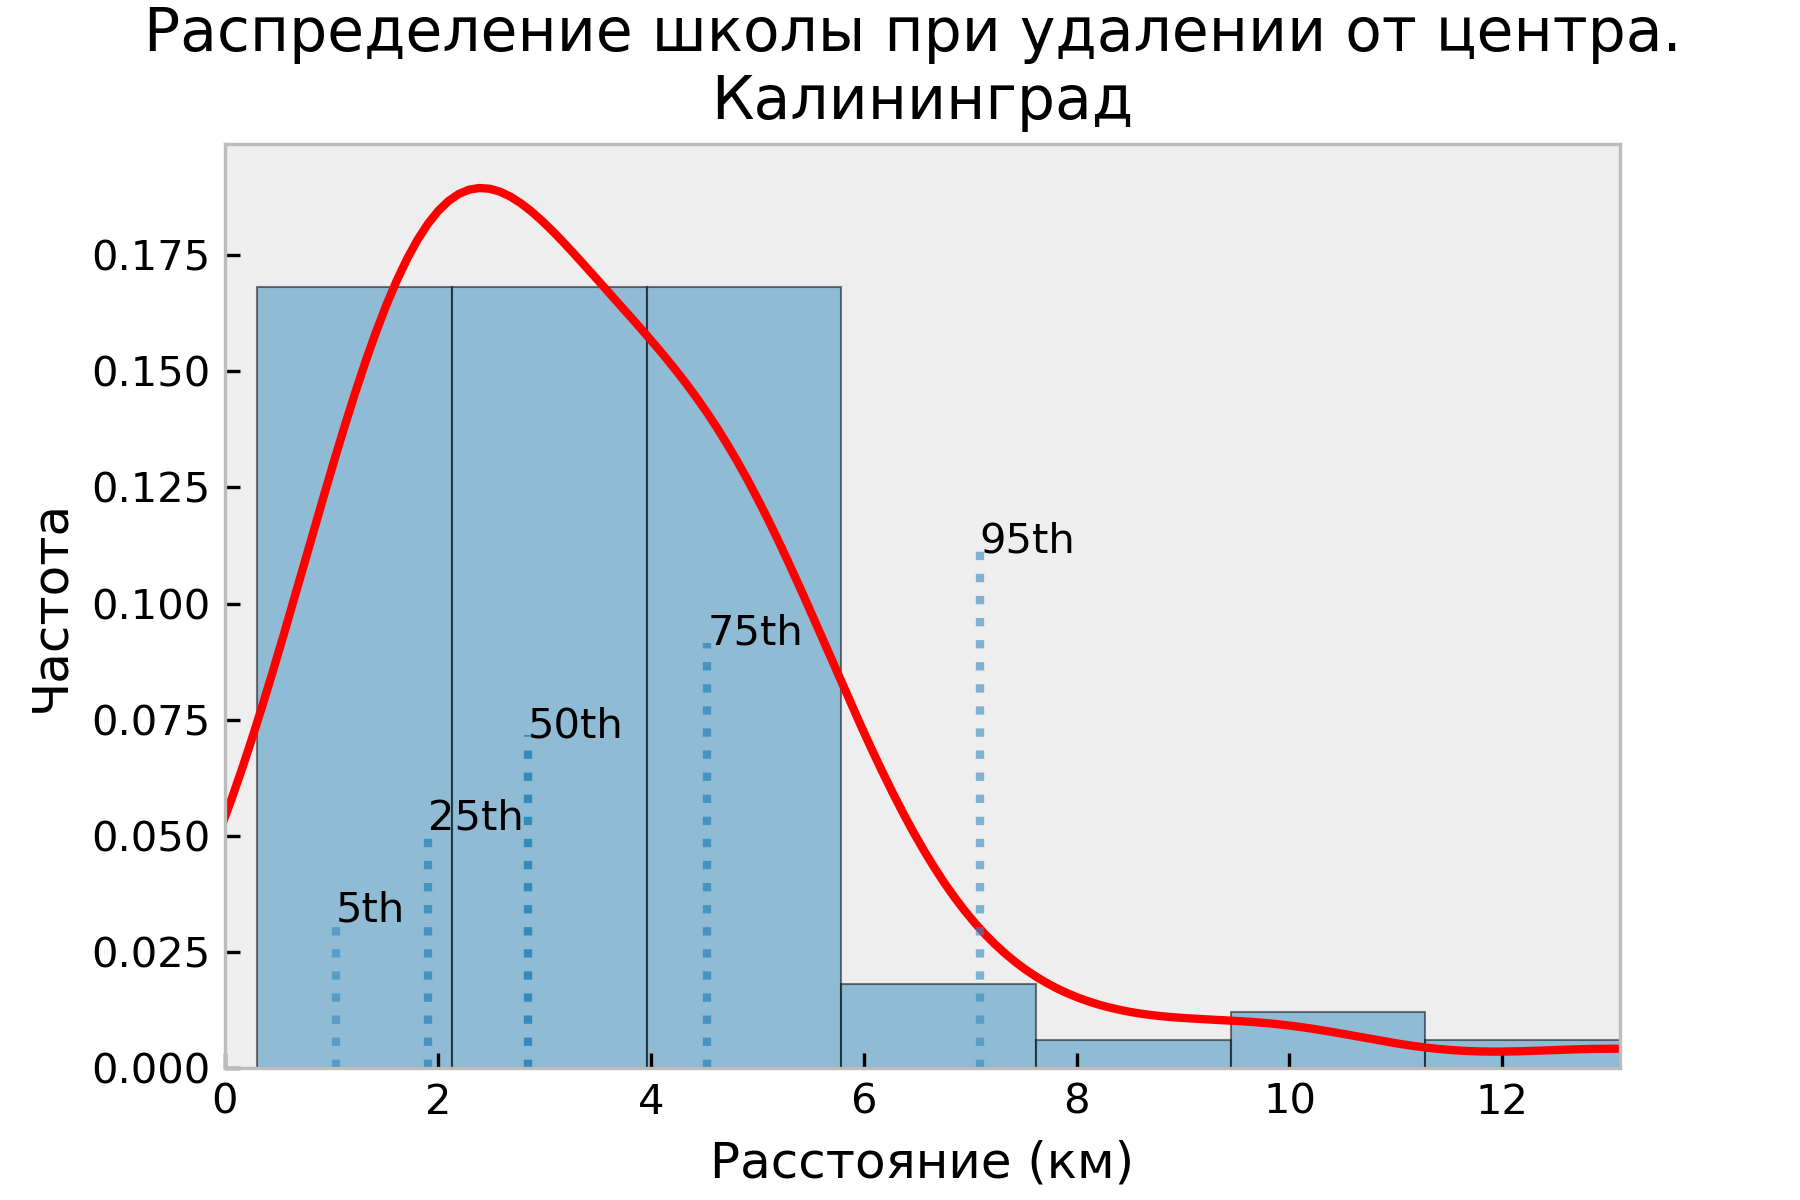 Распределение школы при удалении от центра.
Калининград
Частота
0.175
0.150
0.125
0.100
0.075
0.050
0.025
0.000
95th
75th
50th
25th
5th
0 2 4 6 8 10 12
Расстояние (км)